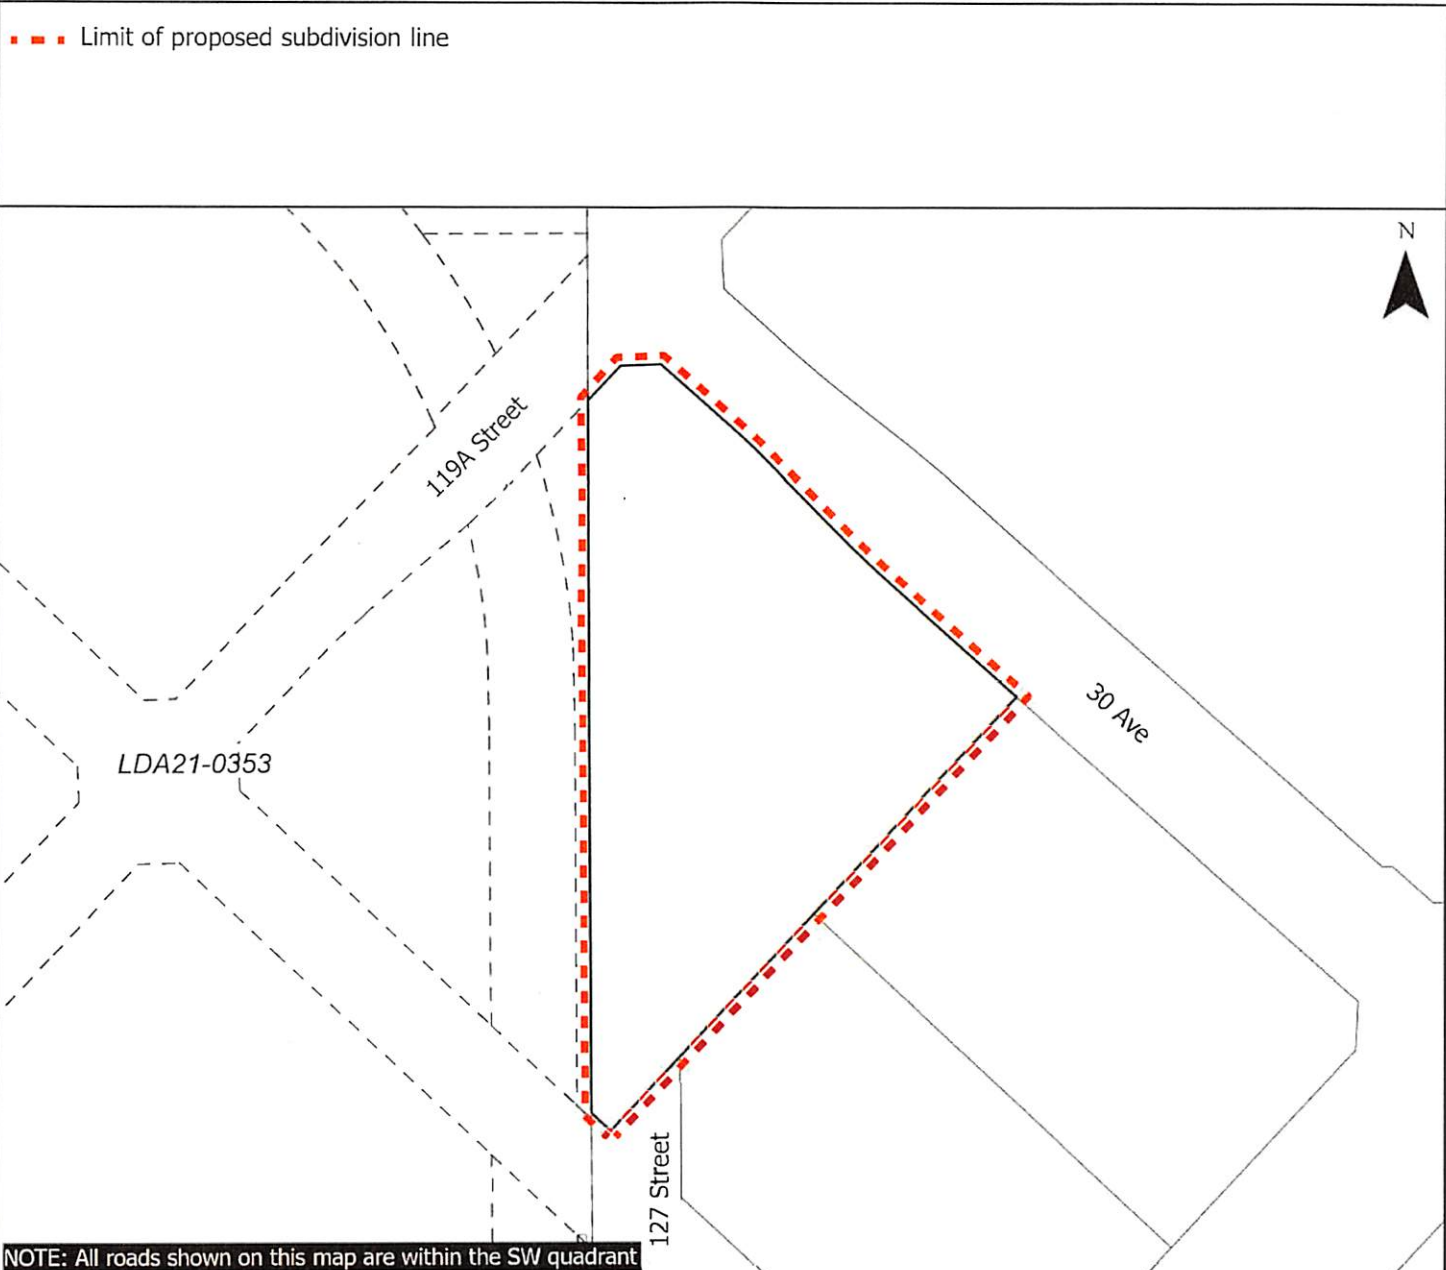 Limit of proposed subdivision line
N
119A Street
30 Ave
LDA21-0353
127 Street
NOTE: All roads shown on this map are within the SW quadrant